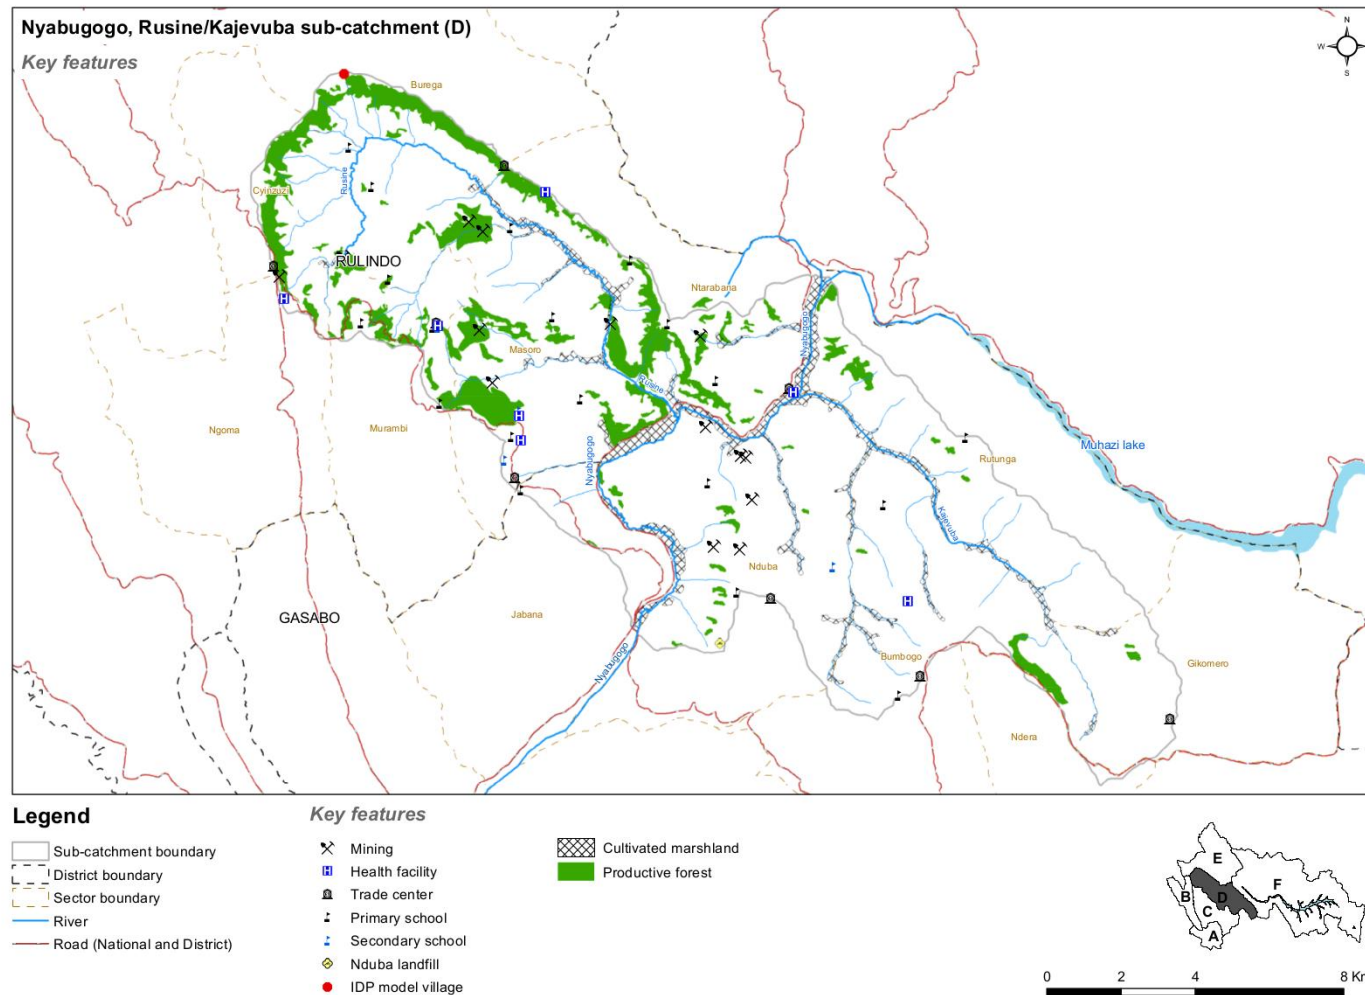 Nyabugogo, Rusine/Kajevuba sub-catchment (D)
Key features
N
W
S
Burega
Cyinzuzi
Rusine
RULINDO
Ntarabana
Nyabugogo
Masoro
Rusine
Ngoma
Murambi
Nyabugogo
Muhazi lake
Rutunga
Kajevuba
Nduba
GASABO
Jabana
Nyabugogo
Bumbogo
Gikomero
Ndera
Legend
Sub-catchment boundary
District boundary
Sector boundary
River
Road (National and District)
Key features
Mining
Health facility
Trade center
Primary school
Secondary school
Nduba landfill
IDP model village
Cultivated marshland
Productive forest
E
B
D
F
C
A
0 2 4 8 Km